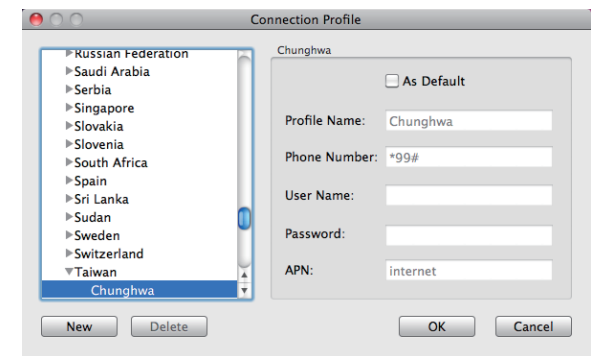 Connection Profile
Russian Federation
Saudi Arabia
Serbia
Singapore
Slovakia
Slovenia
South Africa
Spain
Sri Lanka
Sudan
Sweden
Switzerland
Taiwan
Chunghwa
Chunghwa
As Default
Profile Name: Chunghwa
Phone Number: *99#
User Name:
Password:
APN: internet
New Delete OK Cancel